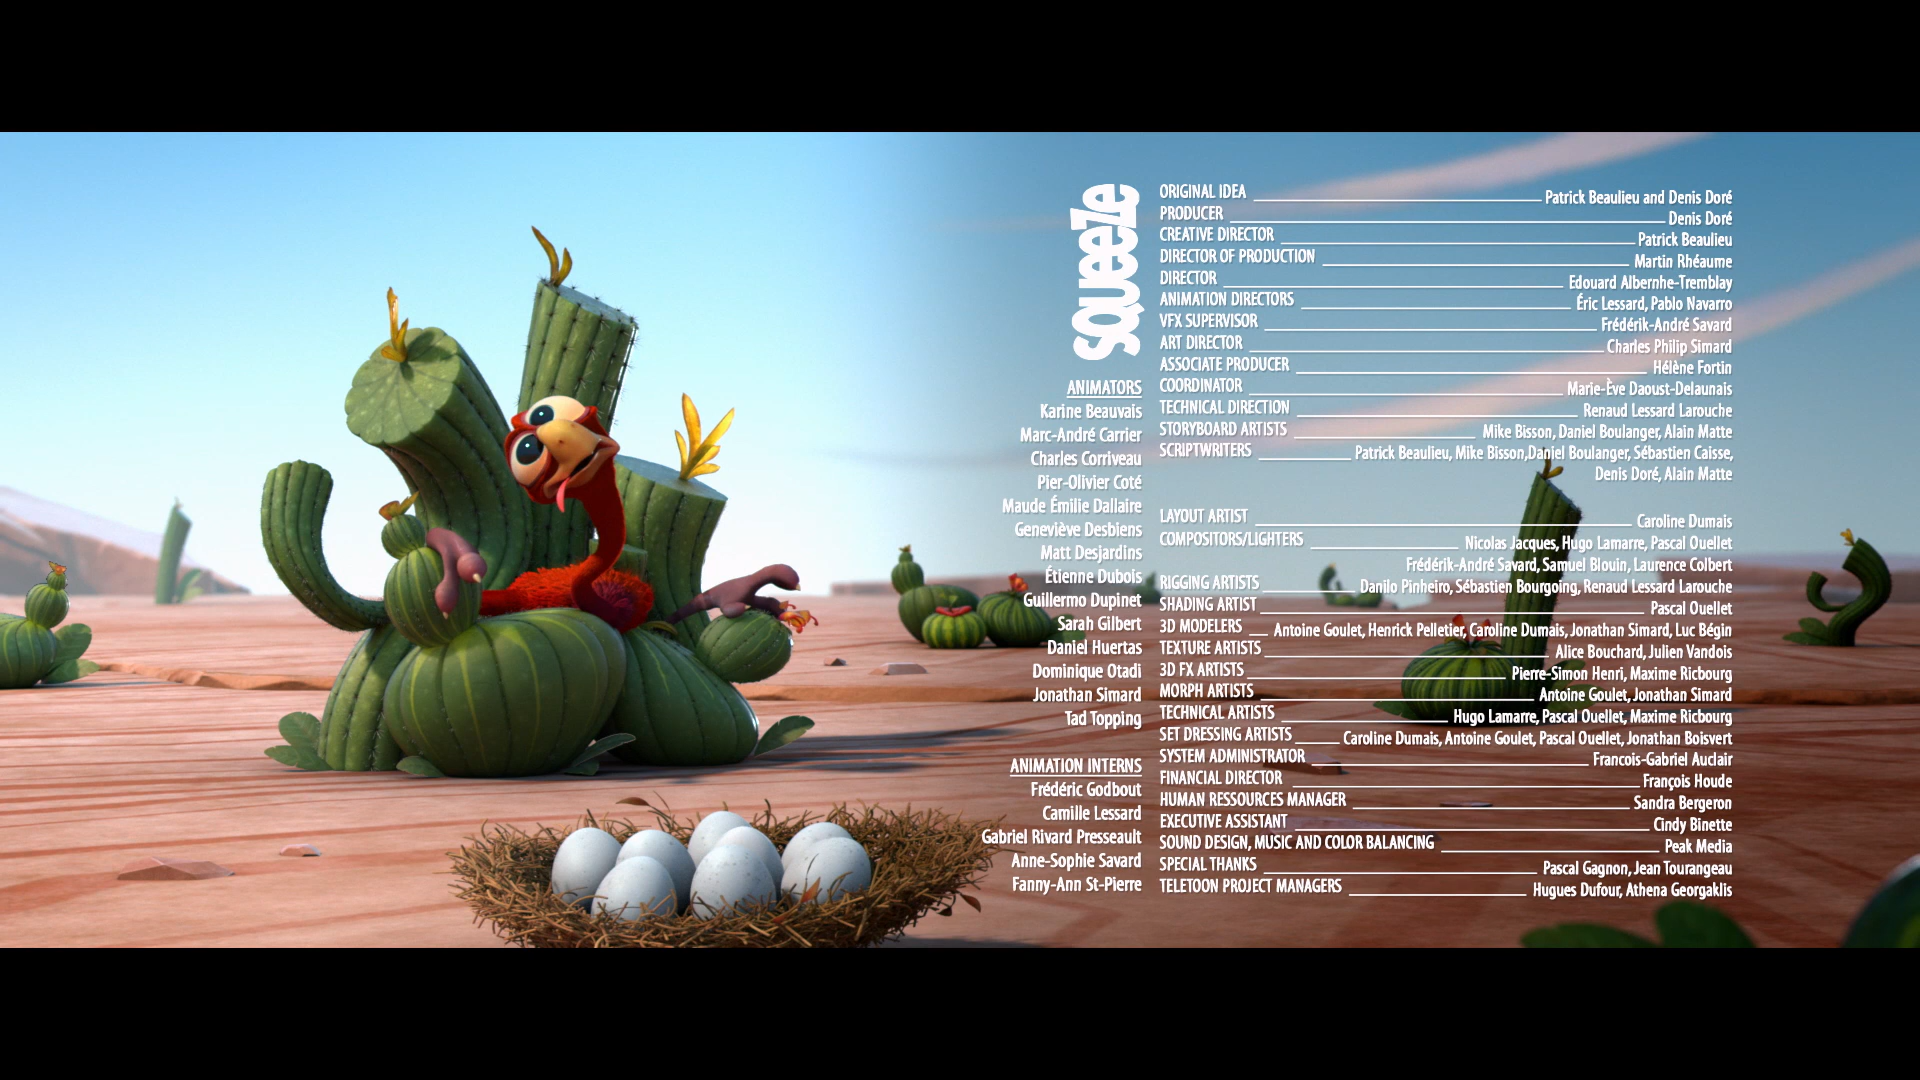 squeeze
ANIMATORS
Karine Beauvais
Marc-André Carrier
Charles Corriveau
Pier-Olivier Coté
Maude Émilie Dallaire
Geneviève Desbiens
Matt Desjardins
Étienne Dubois
Guillermo Dupinet
Sarah Gilbert
Daniel Huertas
Dominique Otadi
Jonathan Simard
Tad Topping
ANIMATION INTERNS
Frédéric Godbout
Camille Lessard
Gabriel Rivard Presseault
Anne-Sophie Savard
Fanny-Ann St-Pierre
ORIGINAL IDEA Patrick Beaulieu and Denis Doré
PRODUCER Denis Doré
CREATIVE DIRECTOR Patrick Beaulieu
DIRECTOR OF PRODUCTION Martin Rhéaume
DIRECTOR Edouard Albernhe-Tremblay
ANIMATION DIRECTORS Éric Lessard, Pablo Navarro
VFX SUPERVISOR Frédérik-André Savard
ART DIRECTOR Charles Philip Simard
ASSOCIATE PRODUCER Hélène Fortin
COORDINATOR Marie-Ève Daoust-Delaunais
TECHNICAL DIRECTION Renaud Lessard Larouche
STORYBOARD ARTISTS Mike Bisson, Daniel Boulanger, Alain Matte
SCRIPTWRITERS Patrick Beaulieu, Mike Bisson,Daniel Boulanger, Sébastien Caisse,
Denis Doré, Alain Matte
LAYOUT ARTIST Caroline Dumais
COMPOSITORS/LIGHTERS Nicolas Jacques, Hugo Lamarre, Pascal Ouellet
Frédérik-André Savard, Samuel Blouin, Laurence Colbert
RIGGING ARTISTS Danilo Pinheiro, Sébastien Bourgoing, Renaud Lessard Larouche
SHADING ARTIST Pascal Ouellet
3D MODELERS Antoine Goulet, Henrick Pelletier, Caroline Dumais, Jonathan Simard, Luc Bégin
TEXTURE ARTISTS Alice Bouchard, Julien Vandois
3D FX ARTISTS Pierre-Simon Henri, Maxime Ricbourg
MORPH ARTISTS Antoine Goulet, Jonathan Simard
TECHNICAL ARTISTS Hugo Lamarre, Pascal Ouellet, Maxime Ricbourg
SET DRESSING ARTISTS Caroline Dumais, Antoine Goulet, Pascal Ouellet, Jonathan Boisvert
SYSTEM ADMINISTRATOR Francois-Gabriel Auclair
FINANCIAL DIRECTOR François Houde
HUMAN RESSOURCES MANAGER Sandra Bergeron
EXECUTIVE ASSISTANT Cindy Binette
SOUND DESIGN, MUSIC AND COLOR BALANCING Peak Media
SPECIAL THANKS Pascal Gagnon, Jean Tourangeau
TELETOON PROJECT MANAGERS Hugues Dufour, Athena Georgaklis